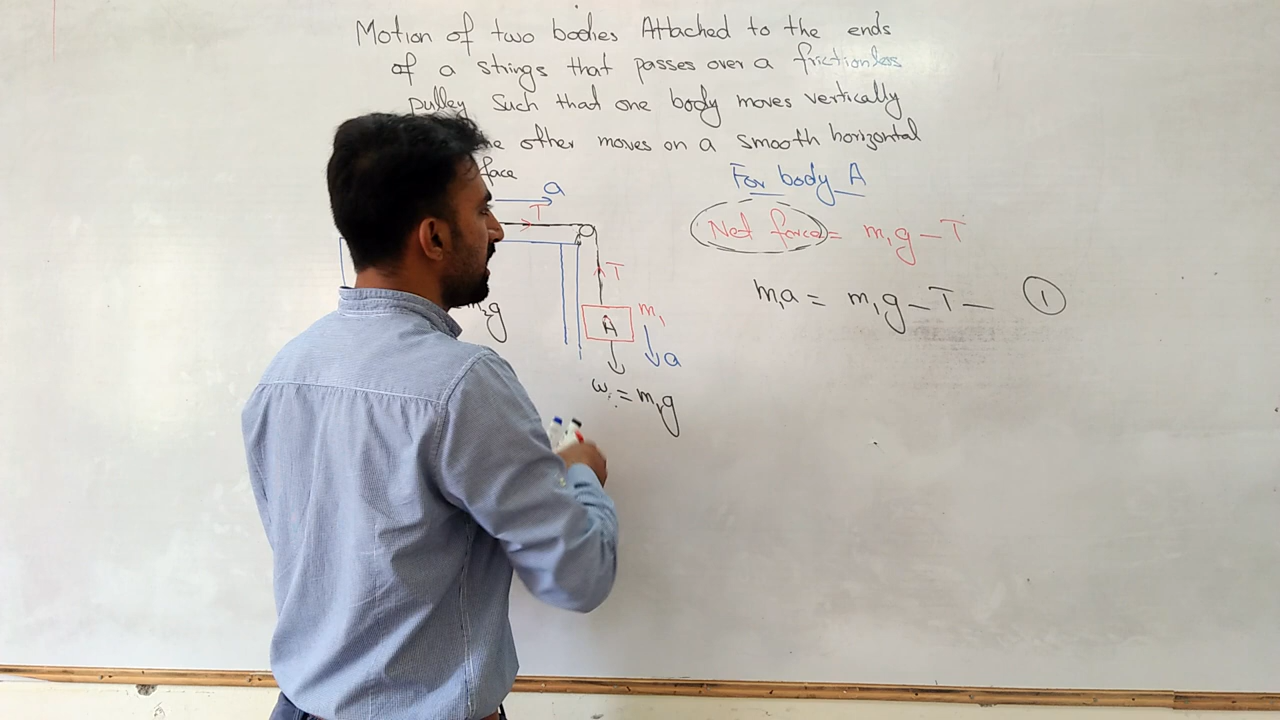 Motion of two bodies Attached to the ends
of a strings that passes over a frictionless
pulley such that one body moves vertically
other moves on a smooth horizontal
face
For body A
a
T
Net force = m₁g - T
T
m₁a = m₁g - T - ①
m₂g
A
m₁
a
w₁ = m₁g